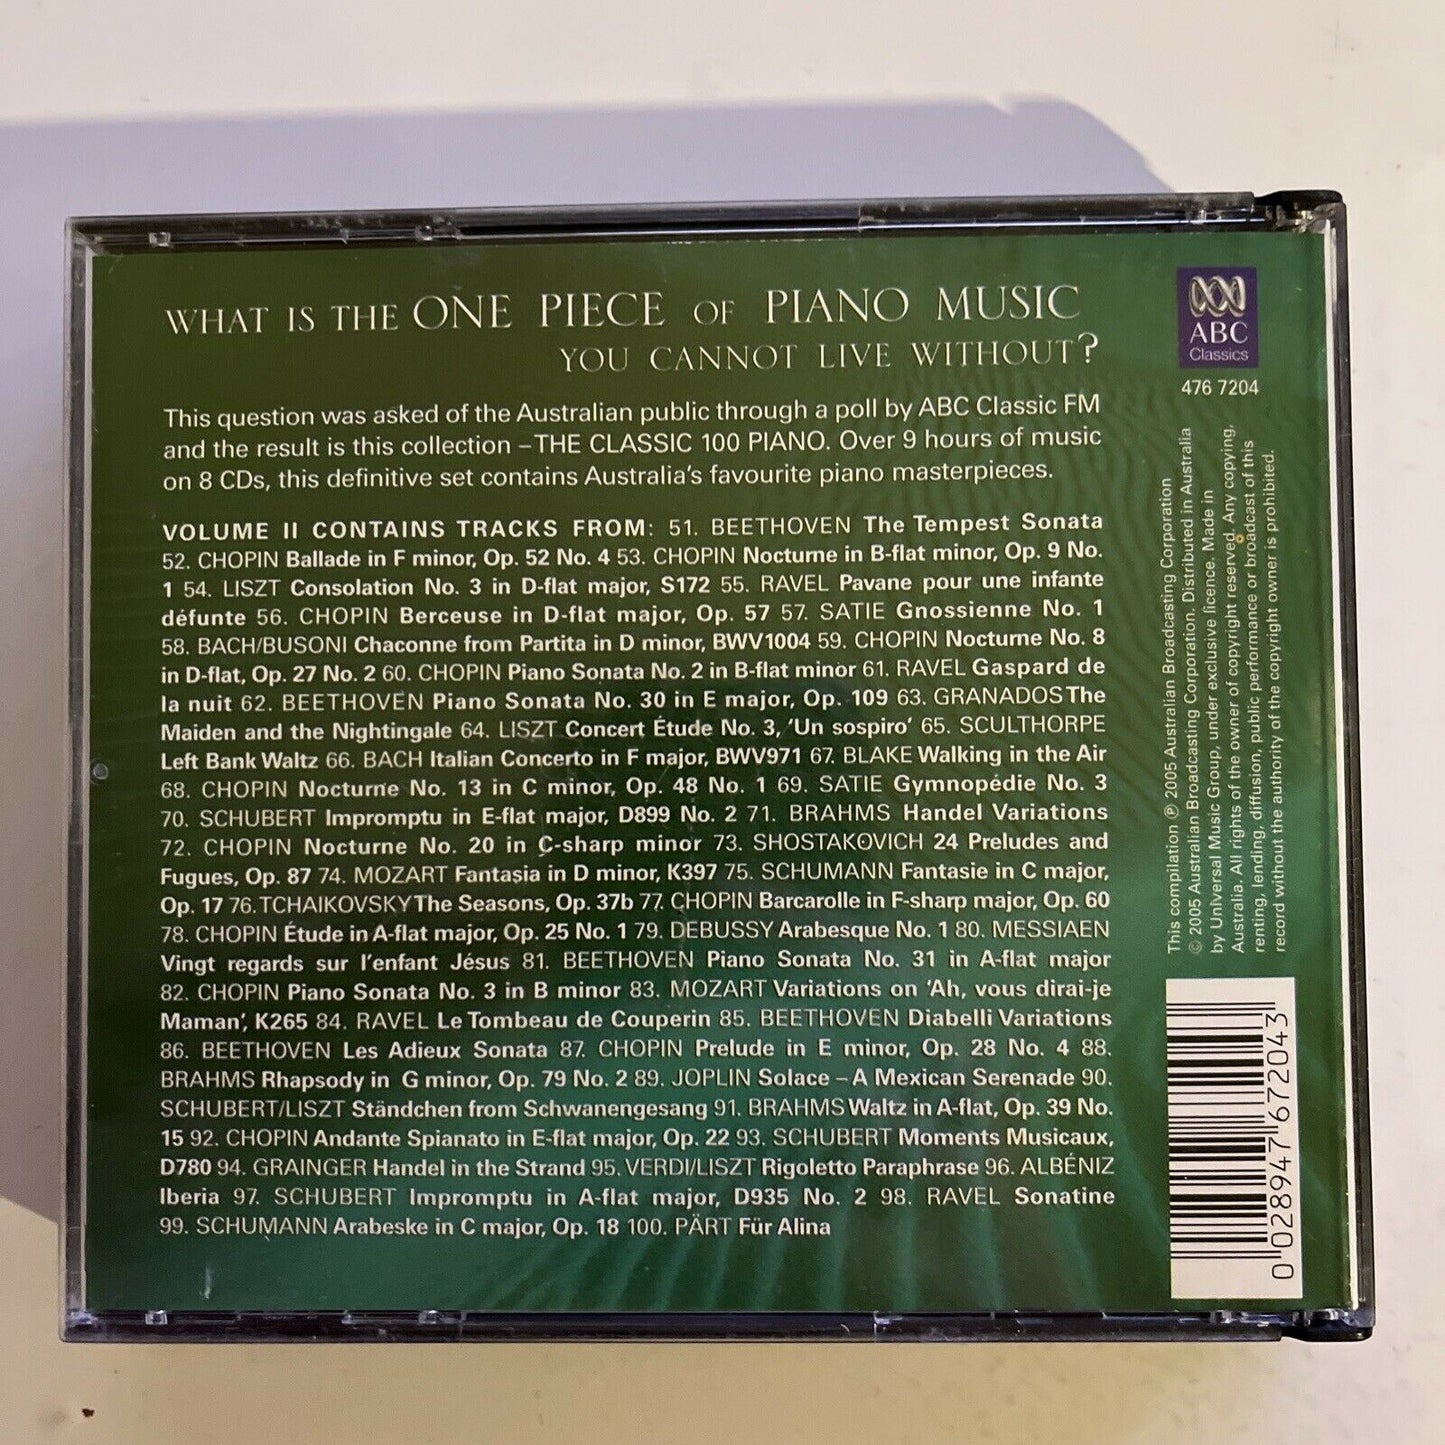 WHAT IS THE ONE PIECE OF PIANO MUSIC
YOU CANNOT LIVE WITHOUT?
This question was asked of the Australian public through a poll by ABC Classic FM
and the result is this collection – THE CLASSIC 100 PIANO. Over 9 hours of music
on 8 CDs, this definitive set contains Australia's favourite piano masterpieces.
VOLUME II CONTAINS TRACKS FROM: 51. BEETHOVEN The Tempest Sonata
52. CHOPIN Ballade in F minor, Op. 52 No. 4 53. CHOPIN Nocturne in B-flat minor, Op. 9 No.
1 54. LISZT Consolation No. 3 in D-flat major, S172 55. RAVEL Pavane pour une infante
défunte 56. CHOPIN Berceuse in D-flat major, Op. 57 57. SATIE Gnossienne No. 1
58. BACH/BUSONI Chaconne from Partita in D minor, BWV1004 59. CHOPIN Nocturne No. 8
in D-flat, Op. 27 No. 2 60. CHOPIN Piano Sonata No. 2 in B-flat minor 61. RAVEL Gaspard de
la nuit 62. BEETHOVEN Piano Sonata No. 30 in E major, Op. 109 63. GRANADOS The
Maiden and the Nightingale 64. LISZT Concert Étude No. 3, 'Un sospiro' 65. SCULTHORPE
Left Bank Waltz 66. BACH Italian Concerto in F major, BWV971 67. BLAKE Walking in the Air
68. CHOPIN Nocturne No. 13 in C minor, Op. 48 No. 1 69. SATIE Gymnopédie No. 3
70. SCHUBERT Impromptu in E-flat major, D899 No. 2 71. BRAHMS Handel Variations
72. CHOPIN Nocturne No. 20 in C-sharp minor 73. SHOSTAKOVICH 24 Preludes and
Fugues, Op. 87 74. MOZART Fantasia in D minor, K397 75. SCHUMANN Fantasie in C major,
Op. 17 76. TCHAIKOVSKY The Seasons, Op. 37b 77. CHOPIN Barcarolle in F-sharp major, Op. 60
78. CHOPIN Étude in A-flat major, Op. 25 No. 1 79. DEBUSSY Arabesque No. 1 80. MESSIAEN
Vingt regards sur l'enfant Jésus 81. BEETHOVEN Piano Sonata No. 31 in A-flat major
82. CHOPIN Piano Sonata No. 3 in B minor 83. MOZART Variations on 'Ah, vous dirai-je
Maman', K265 84. RAVEL Le Tombeau de Couperin 85. BEETHOVEN Diabelli Variations
86. BEETHOVEN Les Adieux Sonata 87. CHOPIN Prelude in E minor, Op. 28 No. 4 88.
BRAHMS Rhapsody in G minor, Op. 79 No. 2 89. JOPLIN Solace – A Mexican Serenade 90.
SCHUBERT/LISZT Ständchen from Schwanengesang 91. BRAHMS Waltz in A-flat, Op. 39 No.
15 92. CHOPIN Andante Spianato in E-flat major, Op. 22 93. SCHUBERT Moments Musicaux,
D780 94. GRAINGER Handel in the Strand 95. VERDI/LISZT Rigoletto Paraphrase 96. ALBÉNIZ
Iberia 97. SCHUBERT Impromptu in A-flat major, D935 No. 2 98. RAVEL Sonatine
99. SCHUMANN Arabeske in C major, Op. 18 100. PÄRT Für Alina
ABC
Classics
476 7204
This compilation ℗ 2005 Australian Broadcasting Corporation
© 2005 Australian Broadcasting Corporation. Distributed in Australia
by Universal Music Group, under exclusive licence. Made in
Australia. All rights of the owner of copyright reserved. Any copying,
renting, lending, diffusion, public performance or broadcast of this
record without the authority of the copyright owner is prohibited.
0 028947 672043